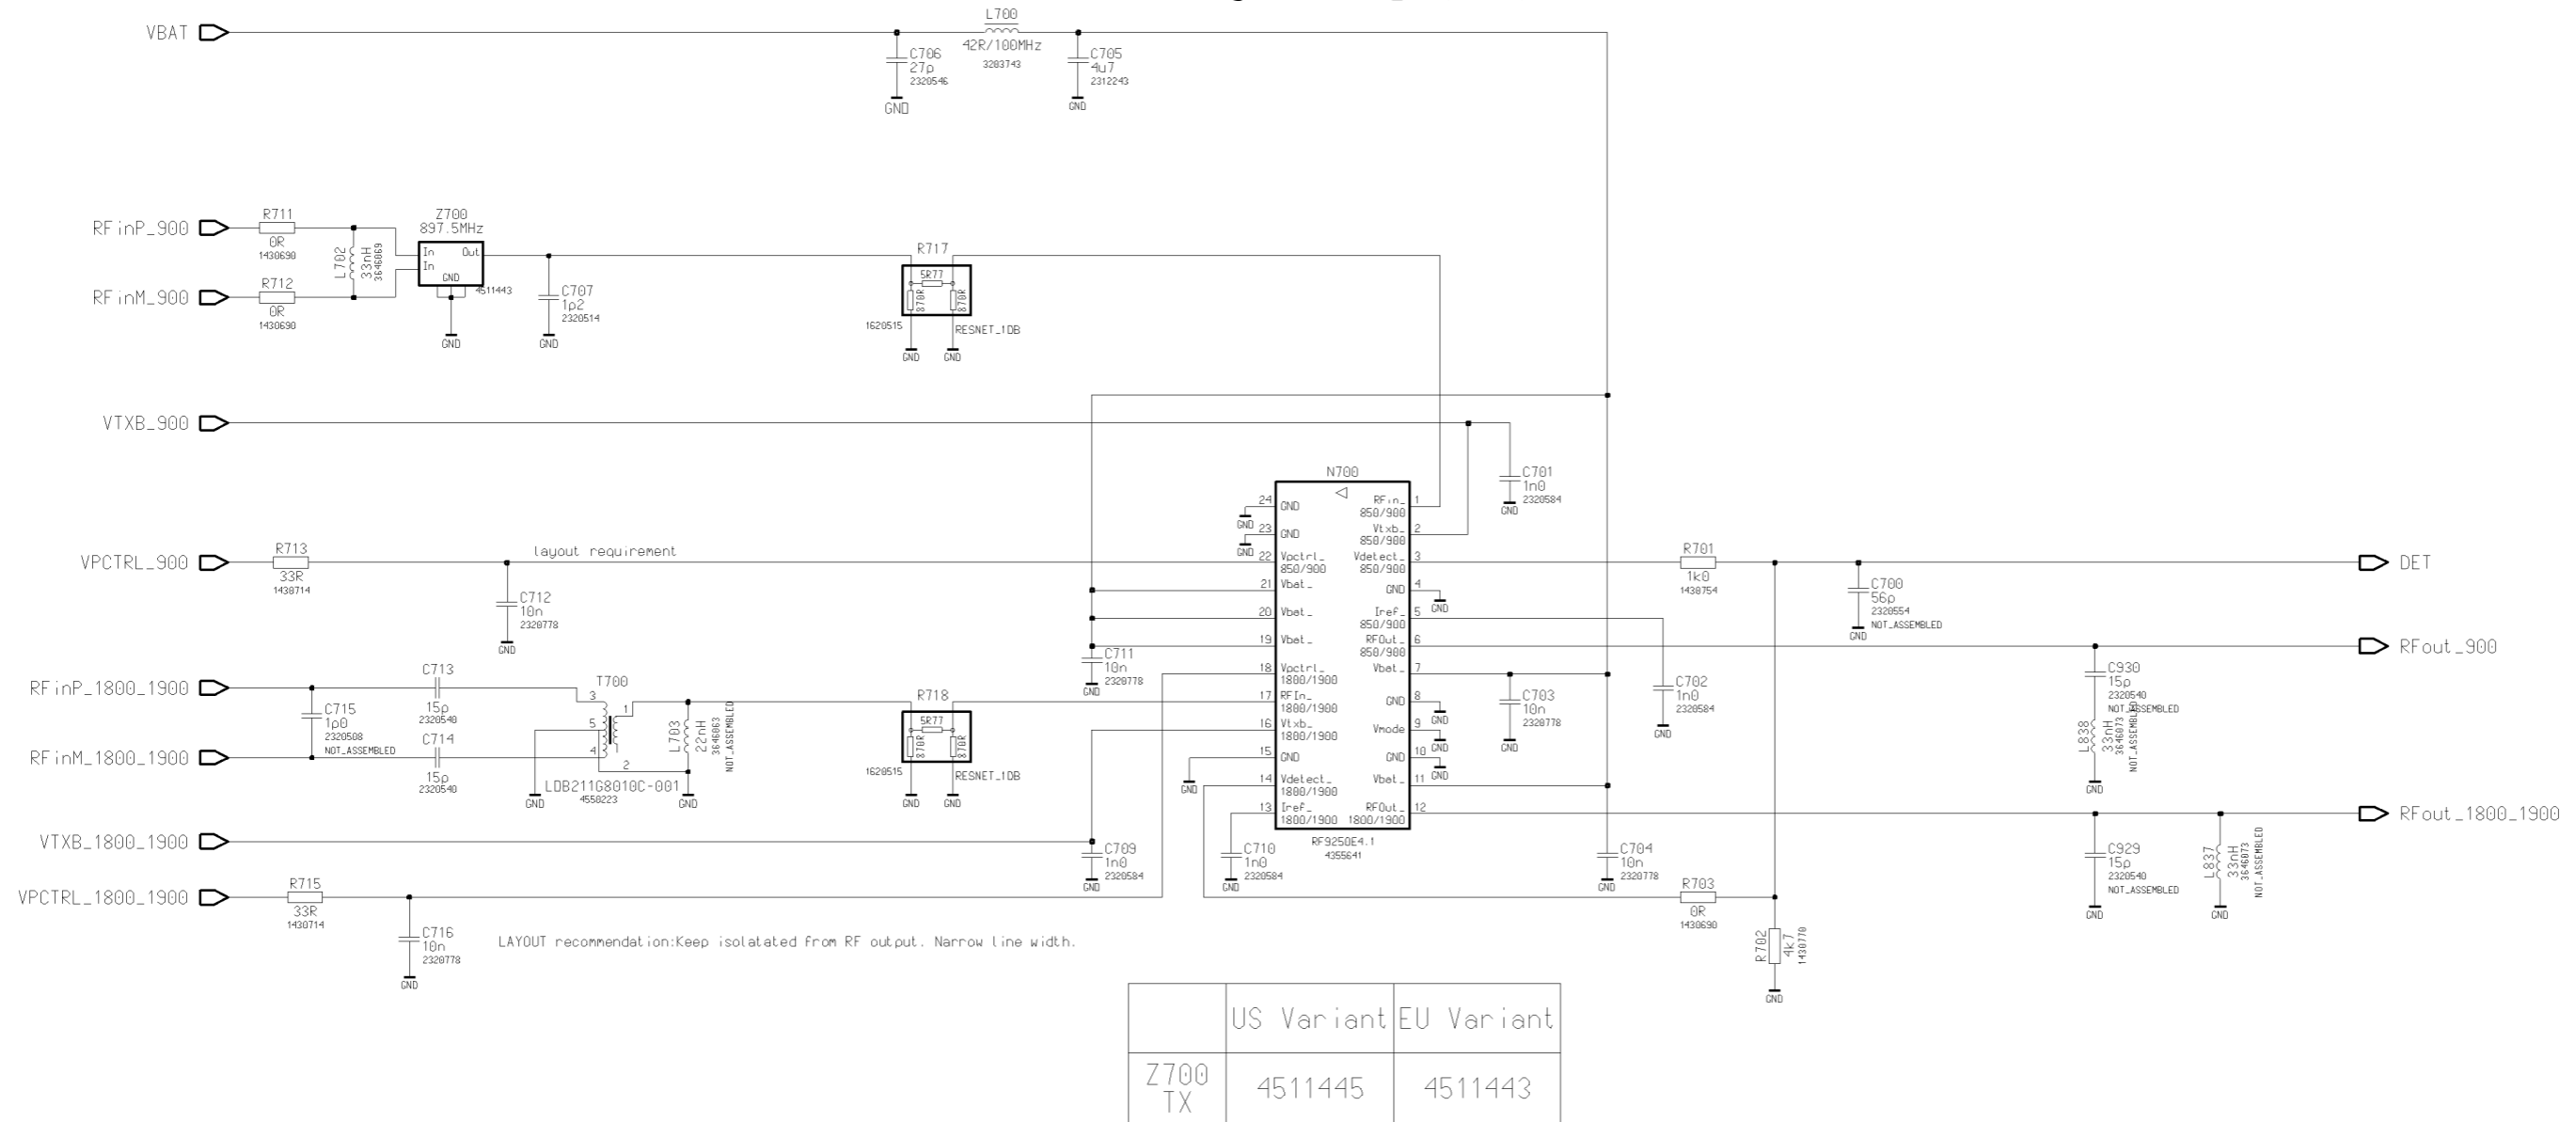 L700
VBAT
42R/100MHz
3203743
C706
27p
2320546
GND
C705
4u7
2312243
GND
RFinP_900
R711
0R
1430690
L702
33nH
3646069
Z700
897.5MHz
In
In
Out
GND
4511443
GND
RFinM_900
R712
0R
1430690
C707
1p2
2320514
GND
R717
5R77
870R
870R
1620515
RESNET_1DB
GND
GND
VTXB_900
C701
1n0
2320584
GND
VPCTRL_900
R713
33R
1430714
layout requirement
C712
10n
2320778
GND
N700
24 GND
GND
23 GND
GND
22 Vpctrl_
850/900
21 Vbat_
20 Vbat_
19 Vbat_
18 Vpctrl_
1800/1900
17 RFIn_
1800/1900
16 Vtxb_
1800/1900
15 GND
GND
14 Vdetect_
1800/1900
13 Iref_
1800/1900
RFin_ 1
850/900
Vtxb_ 2
850/900
Vdetect_ 3
850/900
GND 4
GND
Iref_ 5
850/900
RFOut_ 6
850/900
Vbat_ 7
GND 8
GND
Vmode 9
GND
GND 10
GND
Vbat_ 11
RFOut_ 12
1800/1900
RF9250E4.1
4355641
R701
1k0
1430754
C700
56p
2320554
NOT_ASSEMBLED
GND
DET
RFout_900
C711
10n
2320778
GND
C703
10n
2320778
GND
C702
1n0
2320584
GND
C930
15p
2320540
NOT_ASSEMBLED
L838
33nH
3646073
NOT_ASSEMBLED
GND
RFinP_1800_1900
C713
15p
2320540
C715
1p0
2320508
NOT_ASSEMBLED
RFinM_1800_1900
C714
15p
2320540
T700
3
5
4
1
2
LDB211G8010C-001
4550223
GND
L703
22nH
3646063
NOT_ASSEMBLED
GND
R718
5R77
870R
870R
1620515
RESNET_1DB
GND
GND
RFout_1800_1900
VTXB_1800_1900
C709
1n0
2320584
GND
C710
1n0
2320584
GND
C704
10n
2320778
GND
C929
15p
2320540
NOT_ASSEMBLED
GND
L837
33nH
3646073
NOT_ASSEMBLED
GND
VPCTRL_1800_1900
R715
33R
1430714
C716
10n
2320778
GND
R703
0R
1430690
R702
4k7
1430770
GND
LAYOUT recommendation:Keep isolatated from RF output. Narrow line width.
US Variant EU Variant
Z700
TX
4511445 4511443